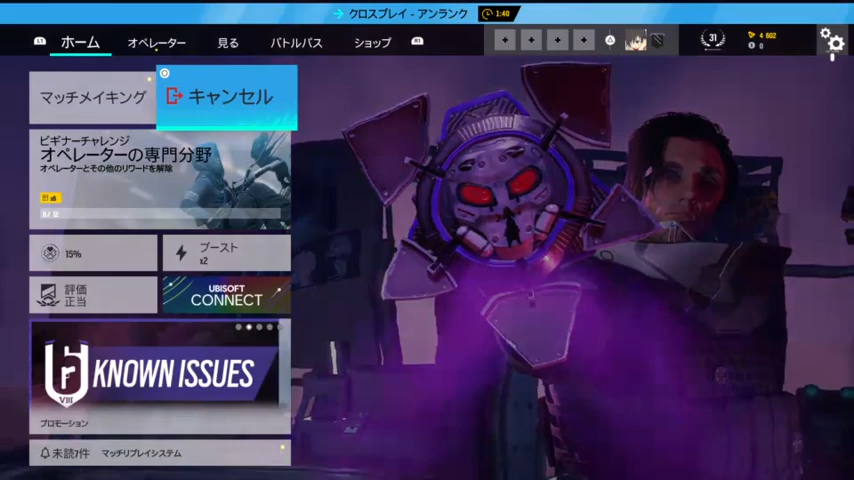 クロスプレイ - アンランク 1:40
L1 ホーム オペレーター 見る バトルパス ショップ R1
31
4 602
0
マッチメイキング
キャンセル
ビギナーチャレンジ
オペレーターの専門分野
オペレーターとその他のリワードを解除
x6
15%
ブースト
x2
評価
正当
UBISOFT
CONNECT
KNOWN ISSUES
VIII
プロモーション
未読7件 マッチリプレイシステム